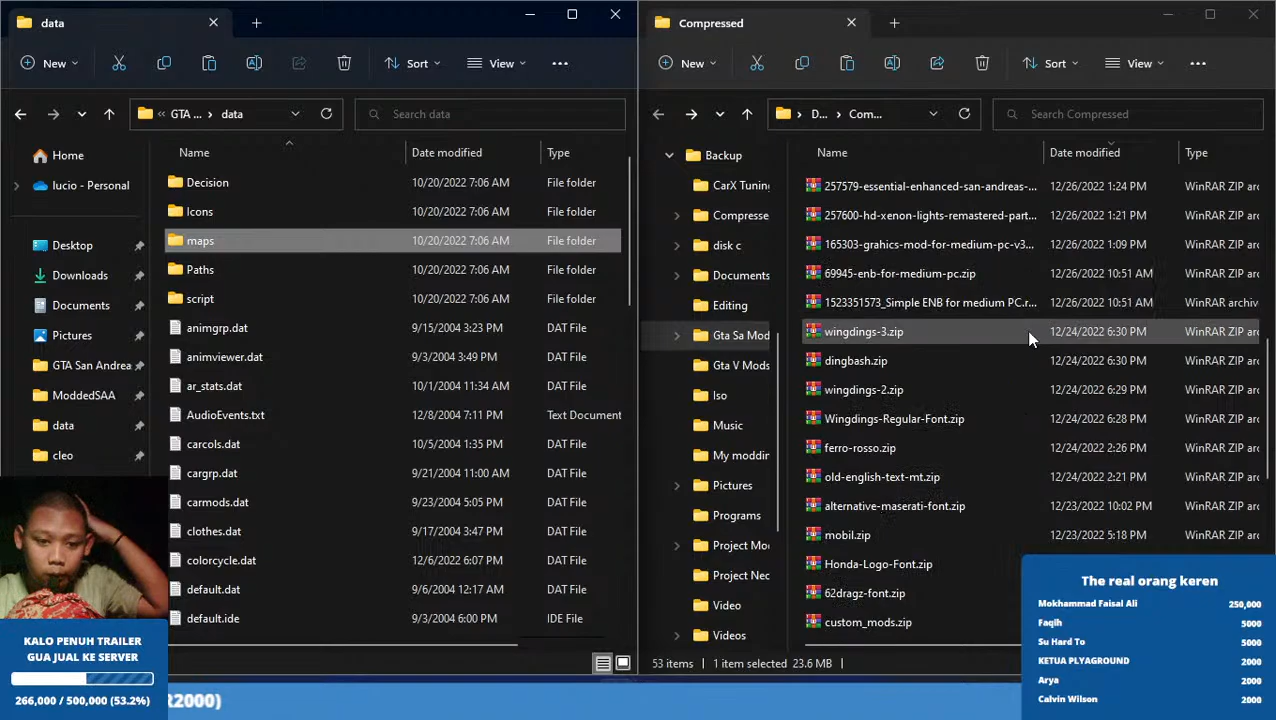 data
New
Sort
View
GTA ... > data
Search data
Name
Date modified
Type
Home
lucio - Personal
Desktop
Downloads
Documents
Pictures
GTA San Andrea
ModdedSAA
data
cleo
Decision 10/20/2022 7:06 AM File folder
Icons 10/20/2022 7:06 AM File folder
maps 10/20/2022 7:06 AM File folder
Paths 10/20/2022 7:06 AM File folder
script 10/20/2022 7:06 AM File folder
animgrp.dat 9/15/2004 3:23 PM DAT File
animviewer.dat 9/3/2004 3:49 PM DAT File
ar_stats.dat 10/1/2004 11:34 AM DAT File
AudioEvents.txt 12/8/2004 7:11 PM Text Document
carcols.dat 10/5/2004 1:35 PM DAT File
cargrp.dat 9/21/2004 11:00 AM DAT File
carmods.dat 9/23/2004 5:05 PM DAT File
clothes.dat 9/17/2004 3:47 PM DAT File
colorcycle.dat 12/6/2022 6:07 PM DAT File
default.dat 9/6/2004 12:17 AM DAT File
default.ide 9/3/2004 6:00 PM IDE File
Compressed
New
Sort
View
D... > Com...
Search Compressed
Name
Date modified
Type
Backup
CarX Tuning
Compresse
disk c
Documents
Editing
Gta Sa Mod
Gta V Mods
Iso
Music
My moddin
Pictures
Programs
Project Mo
Project Nec
Video
Videos
257579-essential-enhanced-san-andreas-... 12/26/2022 1:24 PM WinRAR ZIP arc
257600-hd-xenon-lights-remastered-part... 12/26/2022 1:21 PM WinRAR ZIP arc
165303-grahics-mod-for-medium-pc-v3... 12/26/2022 1:09 PM WinRAR ZIP arc
69945-enb-for-medium-pc.zip 12/26/2022 10:51 AM WinRAR ZIP arc
1523351573_Simple ENB for medium PC.r... 12/26/2022 10:51 AM WinRAR archiv
wingdings-3.zip 12/24/2022 6:30 PM WinRAR ZIP arc
dingbash.zip 12/24/2022 6:30 PM WinRAR ZIP arc
wingdings-2.zip 12/24/2022 6:29 PM WinRAR ZIP arc
Wingdings-Regular-Font.zip 12/24/2022 6:28 PM WinRAR ZIP arc
ferro-rosso.zip 12/24/2022 2:26 PM WinRAR ZIP arc
old-english-text-mt.zip 12/24/2022 2:21 PM WinRAR ZIP arc
alternative-maserati-font.zip 12/23/2022 10:02 PM WinRAR ZIP arc
mobil.zip 12/23/2022 5:18 PM WinRAR ZIP arc
Honda-Logo-Font.zip
62dragz-font.zip
custom_mods.zip
53 items 1 item selected 23.6 MB
KALO PENUH TRAILER
GUA JUAL KE SERVER
266,000 / 500,000 (53.2%)
The real orang keren
Mokhammad Faisal Ali 250,000
Faqih 5000
Su Hard To 5000
KETUA PLYAGROUND 2000
Arya 2000
Calvin Wilson 2000
R2000)